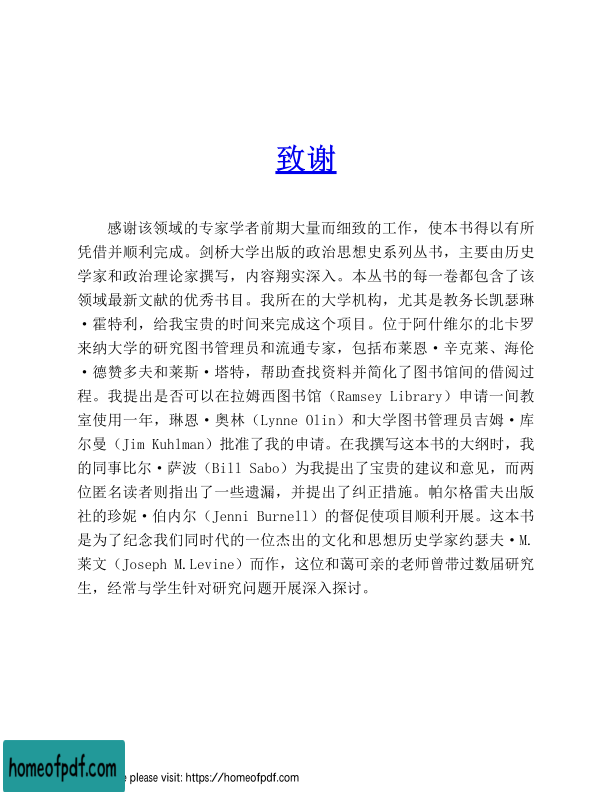 致谢
感谢该领域的专家学者前期大量而细致的工作，使本书得以有所
凭借并顺利完成。剑桥大学出版的政治思想史系列丛书，主要由历史
学家和政治理论家撰写，内容翔实深入。本丛书的每一卷都包含了该
领域最新文献的优秀书目。我所在的大学机构，尤其是教务长凯瑟琳
·霍特利，给我宝贵的时间来完成这个项目。位于阿什维尔的北卡罗
来纳大学的研究图书管理员和流通专家，包括布莱恩·辛克莱、海伦
·德赞多夫和莱斯·塔特，帮助查找资料并简化了图书馆间的借阅过
程。我提出是否可以在拉姆西图书馆（Ramsey Library）申请一间教
室使用一年，琳恩·奥林（Lynne Olin）和大学图书管理员吉姆·库
尔曼（Jim Kuhlman）批准了我的申请。在我撰写这本书的大纲时，我
的同事比尔·萨波（Bill Sabo）为我提出了宝贵的建议和意见，而两
位匿名读者则指出了一些遗漏，并提出了纠正措施。帕尔格雷夫出版
社的珍妮·伯内尔（Jenni Burnell）的督促使项目顺利开展。这本书
是为了纪念我们同时代的一位杰出的文化和思想历史学家约瑟夫·M.
莱文（Joseph M.Levine）而作，这位和蔼可亲的老师曾带过数届研究
生，经常与学生针对研究问题开展深入探讨。
homeofpdf.com
please visit: https://homeofpdf.com